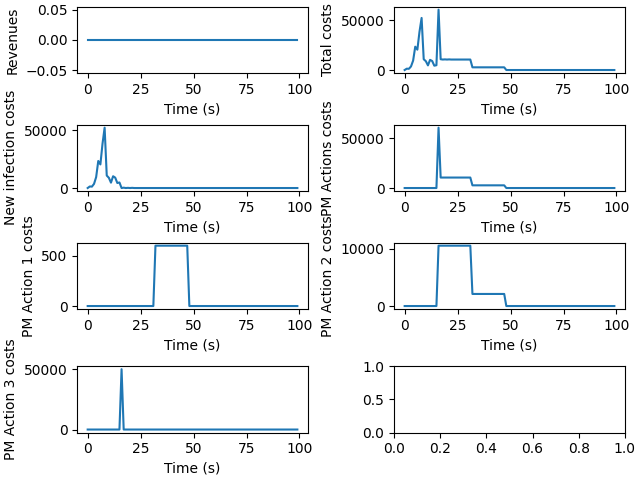 Revenues
0.05
0.00
−0.05
0 25 50 75 100
Time (s)
Total costs
50000
0
0 25 50 75 100
Time (s)
New infection costs
50000
0
0 25 50 75 100
Time (s)
PM Actions costs
50000
0
0 25 50 75 100
Time (s)
PM Action 1 costs
500
0
0 25 50 75 100
Time (s)
PM Action 2 costs
10000
0
0 25 50 75 100
Time (s)
PM Action 3 costs
50000
0
0 25 50 75 100
Time (s)
1.0
0.5
0.0
0.0 0.2 0.4 0.6 0.8 1.0